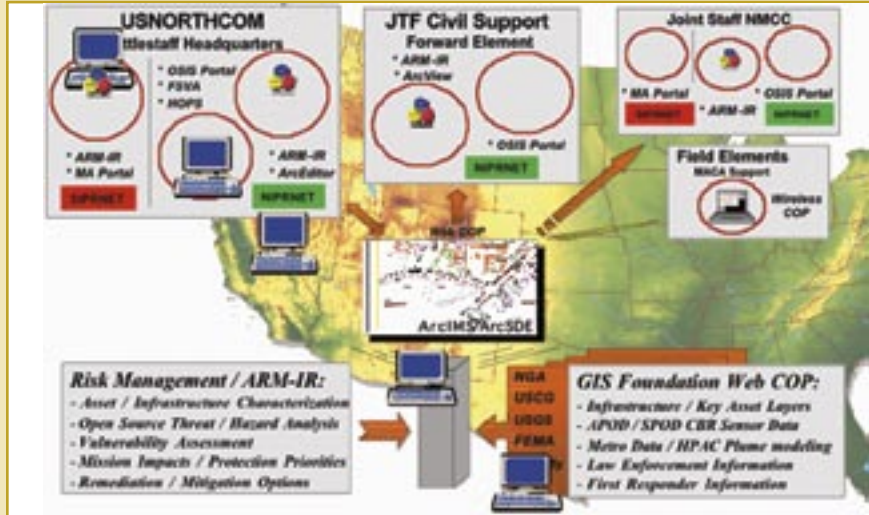 USNORTHCOM
ttlestaff Headquarters
* OSIS Portal
* FSVA
* HOPS
* ARM-IR
* MA Portal
* ARM-IR
* ArcEditor
SIPRNET
NIPRNET
JTF Civil Support
Forward Element
* ARM-IR
* ArcView
* OSIS Portal
NIPRNET
Joint Staff NMCC
* MA Portal
* ARM-IR
* OSIS Portal
SIPRNET
NIPRNET
Field Elements
MACA Support
Wireless
COP
COP
ArcIMS/ArcSDE
Risk Management / ARM-IR:
- Asset / Infrastructure Characterization
- Open Source Threat / Hazard Analysis
- Vulnerability Assessment
- Mission Impacts / Protection Priorities
- Remediation / Mitigation Options
NGA
USCG
USGS
FEMA
GIS Foundation Web COP:
- Infrastructure / Key Asset Layers
- APOD / SPOD CBR Sensor Data
- Metro Data / HPAC Plume modeling
- Law Enforcement Information
- First Responder Information